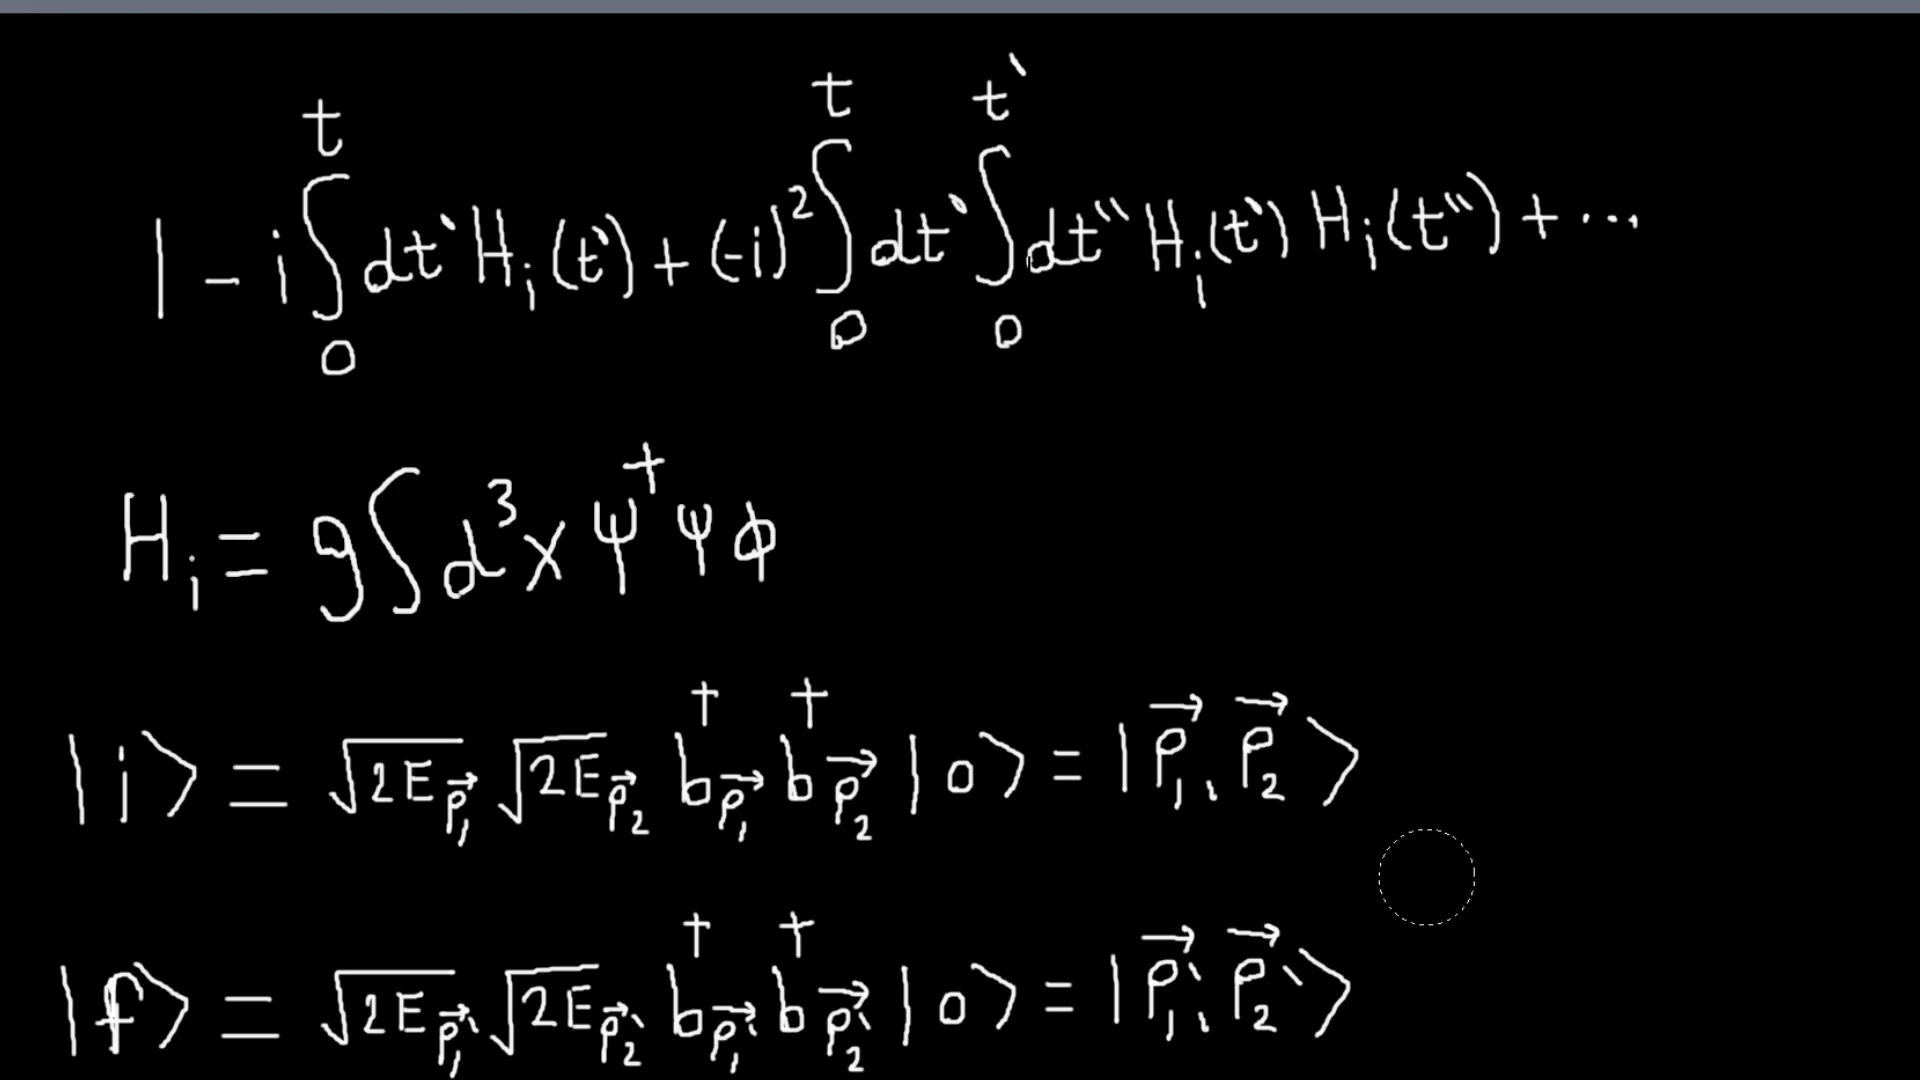 1 - i ∫₀ᵗ dt` Hᵢ(t`) + (-i)² ∫₀ᵗ dt` ∫₀ᵗ` dt`` Hᵢ(t`) Hᵢ(t``) + ...
Hᵢ = g ∫ d³x ψ† ψ φ
|i⟩ = √2E_p⃗₁ √2E_p⃗₂ b†_p⃗₁ b†_p⃗₂ |0⟩ = |p⃗₁, p⃗₂⟩
|f⟩ = √2E_p⃗₁` √2E_p⃗₂` b†_p⃗₁` b†_p⃗₂` |0⟩ = |p⃗₁`, p⃗₂`⟩